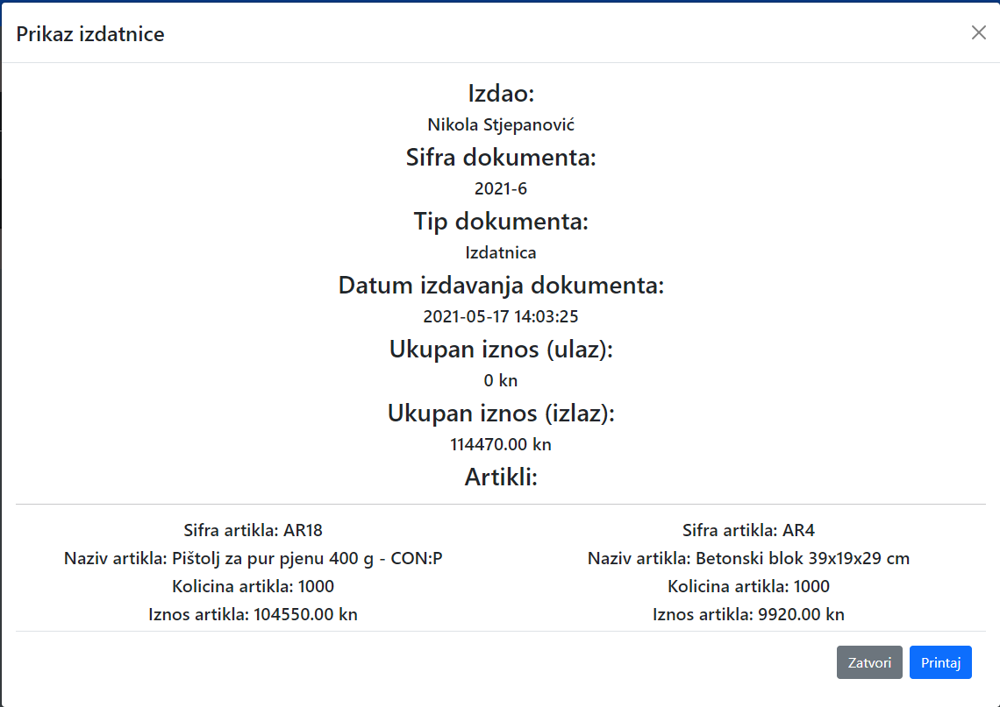 Prikaz izdatnice
Izdao:
Nikola Stjepanović
Sifra dokumenta:
2021-6
Tip dokumenta:
Izdatnica
Datum izdavanja dokumenta:
2021-05-17 14:03:25
Ukupan iznos (ulaz):
0 kn
Ukupan iznos (izlaz):
114470.00 kn
Artikli:
Sifra artikla: AR18
Naziv artikla: Pištolj za pur pjenu 400 g - CON:P
Kolicina artikla: 1000
Iznos artikla: 104550.00 kn
Sifra artikla: AR4
Naziv artikla: Betonski blok 39x19x29 cm
Kolicina artikla: 1000
Iznos artikla: 9920.00 kn
Zatvori
Printaj